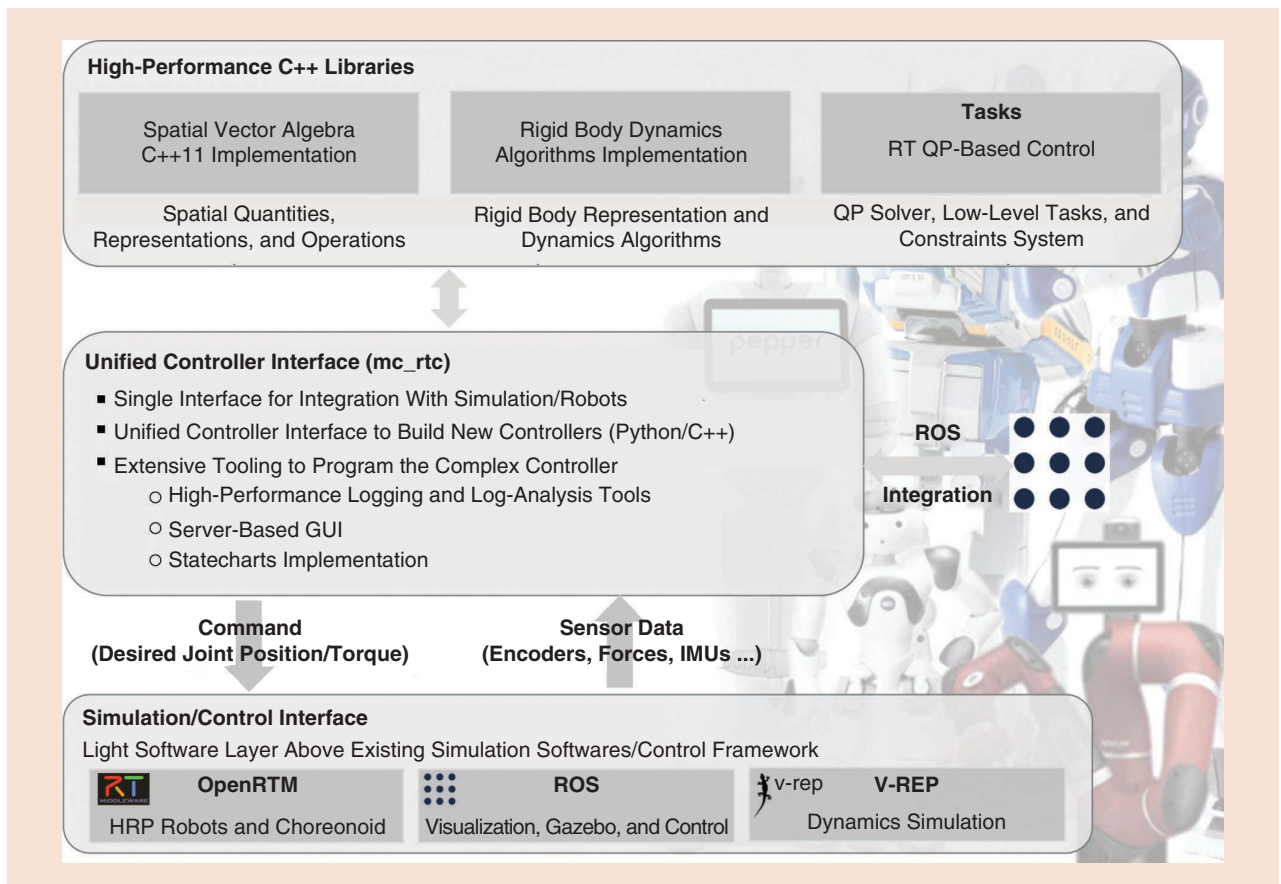 High-Performance C++ Libraries
Spatial Vector Algebra
C++11 Implementation
Rigid Body Dynamics
Algorithms Implementation
Tasks
RT QP-Based Control
Spatial Quantities,
Representations, and Operations
Rigid Body Representation and
Dynamics Algorithms
QP Solver, Low-Level Tasks, and
Constraints System
pepper
Unified Controller Interface (mc_rtc)
▪ Single Interface for Integration With Simulation/Robots
▪ Unified Controller Interface to Build New Controllers (Python/C++)
▪ Extensive Tooling to Program the Complex Controller
○ High-Performance Logging and Log-Analysis Tools
○ Server-Based GUI
○ Statecharts Implementation
ROS
Integration
Command
(Desired Joint Position/Torque)
Sensor Data
(Encoders, Forces, IMUs ...)
Simulation/Control Interface
Light Software Layer Above Existing Simulation Softwares/Control Framework
RT
MIDDLEWARE
OpenRTM
HRP Robots and Choreonoid
ROS
Visualization, Gazebo, and Control
v-rep
V-REP
Dynamics Simulation